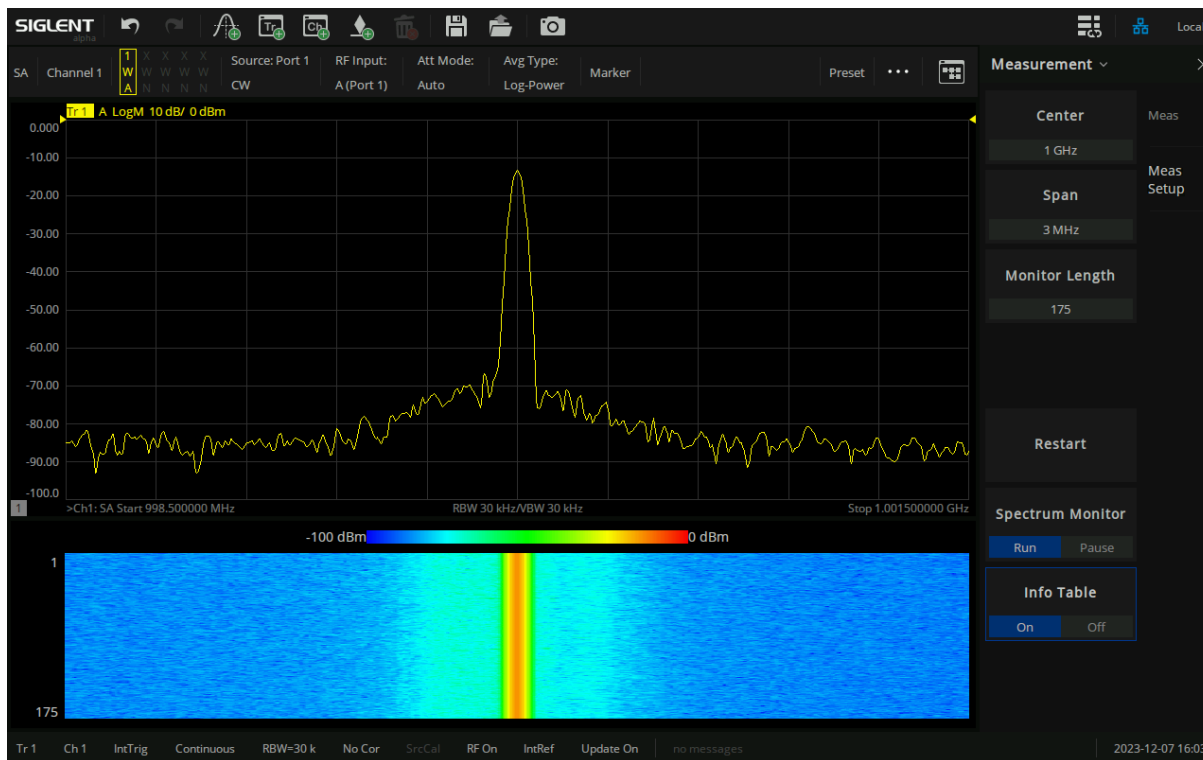 SIGLENT
alpha
Tr
Ch
Local
SA
Channel 1
1 X X X X
W W W W W
A N N N N
Source: Port 1
CW
RF Input:
A (Port 1)
Att Mode:
Auto
Avg Type:
Log-Power
Marker
Preset
Measurement
Tr 1 A LogM 10 dB/ 0 dBm
0.000
-10.00
-20.00
-30.00
-40.00
-50.00
-60.00
-70.00
-80.00
-90.00
-100.0
1
>Ch1: SA Start 998.500000 MHz
RBW 30 kHz/VBW 30 kHz
Stop 1.001500000 GHz
-100 dBm
0 dBm
1
175
Center
1 GHz
Span
3 MHz
Monitor Length
175
Restart
Spectrum Monitor
Run
Pause
Info Table
On
Off
Meas
Meas
Setup
Tr 1
Ch 1
IntTrig
Continuous
RBW=30 k
No Cor
SrcCal
RF On
IntRef
Update On
no messages
2023-12-07 16:03